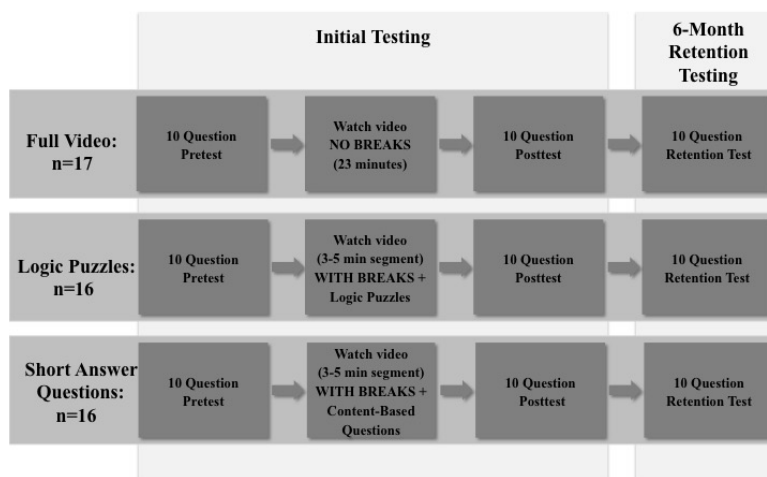 Initial Testing
6-Month
Retention
Testing
Full Video:
n=17
10 Question
Pretest
Watch video
NO BREAKS
(23 minutes)
10 Question
Posttest
10 Question
Retention Test
Logic Puzzles:
n=16
10 Question
Pretest
Watch video
(3-5 min segment)
WITH BREAKS +
Logic Puzzles
10 Question
Posttest
10 Question
Retention Test
Short Answer
Questions:
n=16
10 Question
Pretest
Watch video
(3-5 min segment)
WITH BREAKS +
Content-Based
Questions
10 Question
Posttest
10 Question
Retention Test